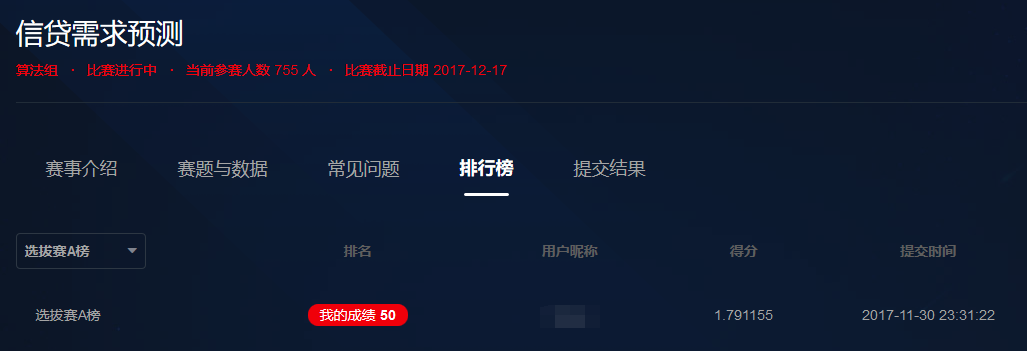 信贷需求预测
算法组 · 比赛进行中 · 当前参赛人数 755 人 · 比赛截止日期 2017-12-17
赛事介绍 赛题与数据 常见问题 排行榜 提交结果
选拔赛A榜 排名 用户昵称 得分 提交时间
选拔赛A榜 我的成绩 50 1.791155 2017-11-30 23:31:22